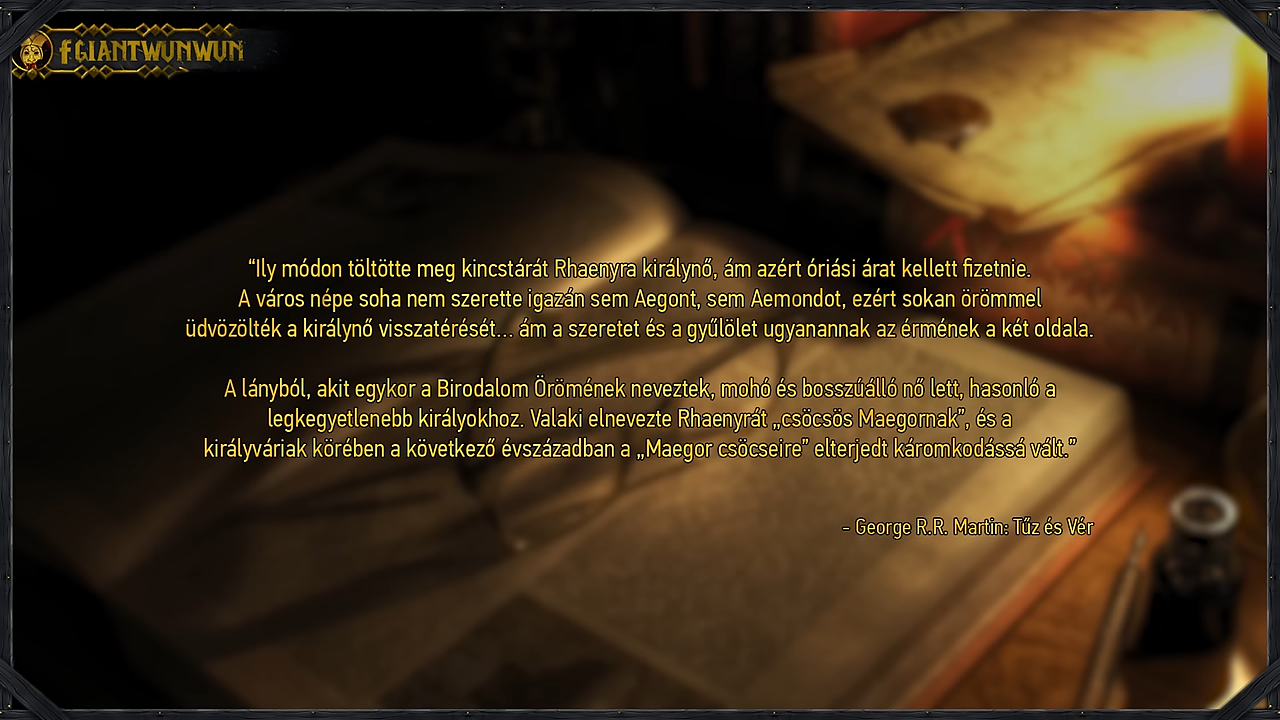 fGIANTWUNWUN
“Ily módon töltötte meg kincstárát Rhaenyra királynő, ám azért óriási árat kellett fizetnie.
A város népe soha nem szerette igazán sem Aegont, sem Aemondot, ezért sokan örömmel
üdvözölték a királynő visszatérését... ám a szeretet és a gyűlölet ugyanannak az érmének a két oldala.
A lányból, akit egykor a Birodalom Örömének neveztek, mohó és bosszúálló nő lett, hasonló a
legkegyetlenebb királyokhoz. Valaki elnevezte Rhaenyrát „csöcsös Maegornak”, és a
királyváriak körében a következő évszázadban a „Maegor csöcseire” elterjedt káromkodássá vált.”
- George R.R. Martin: Tűz és Vér